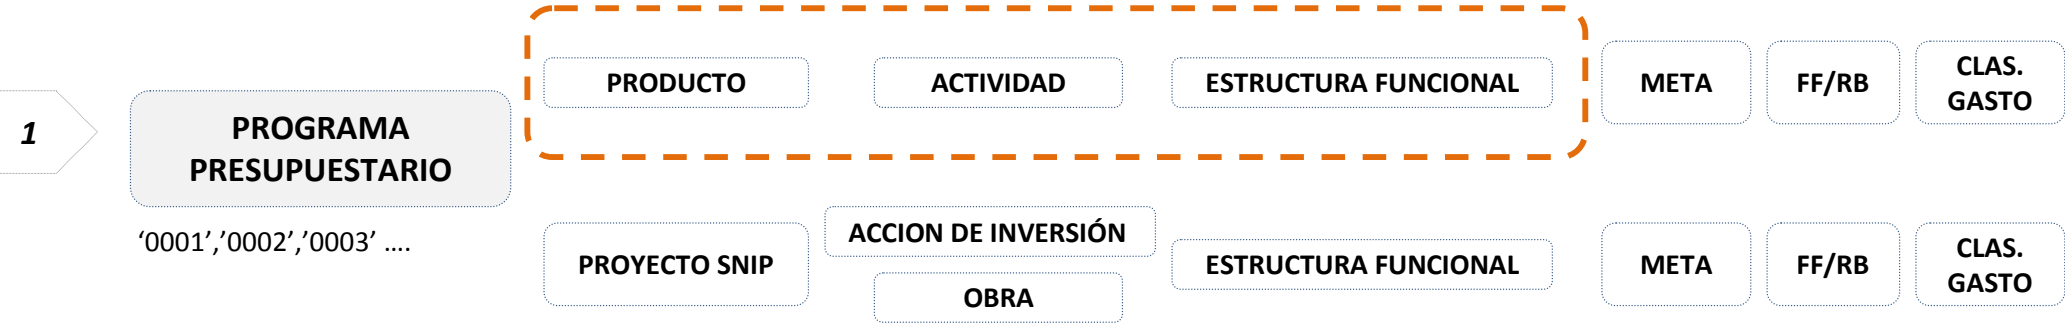 1
PROGRAMA
PRESUPUESTARIO
‘0001’,’0002’,’0003’ ….
PRODUCTO
ACTIVIDAD
ESTRUCTURA FUNCIONAL
META
FF/RB
CLAS.
GASTO
PROYECTO SNIP
ACCION DE INVERSIÓN
OBRA
ESTRUCTURA FUNCIONAL
META
FF/RB
CLAS.
GASTO